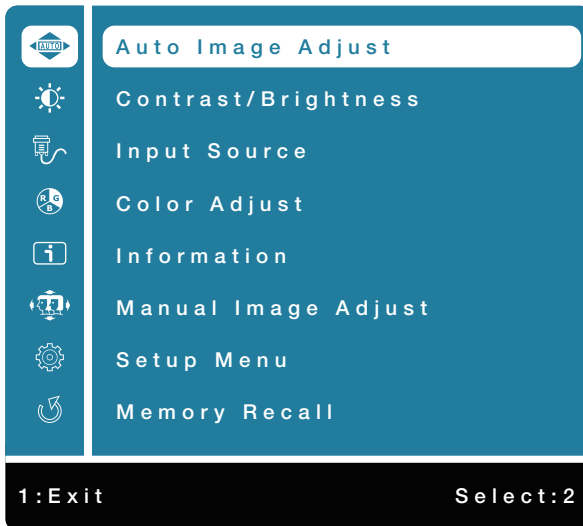 AUTO
Auto Image Adjust
Contrast/Brightness
Input Source
R G
B
Color Adjust
i
Information
Manual Image Adjust
Setup Menu
Memory Recall
1:Exit Select:2